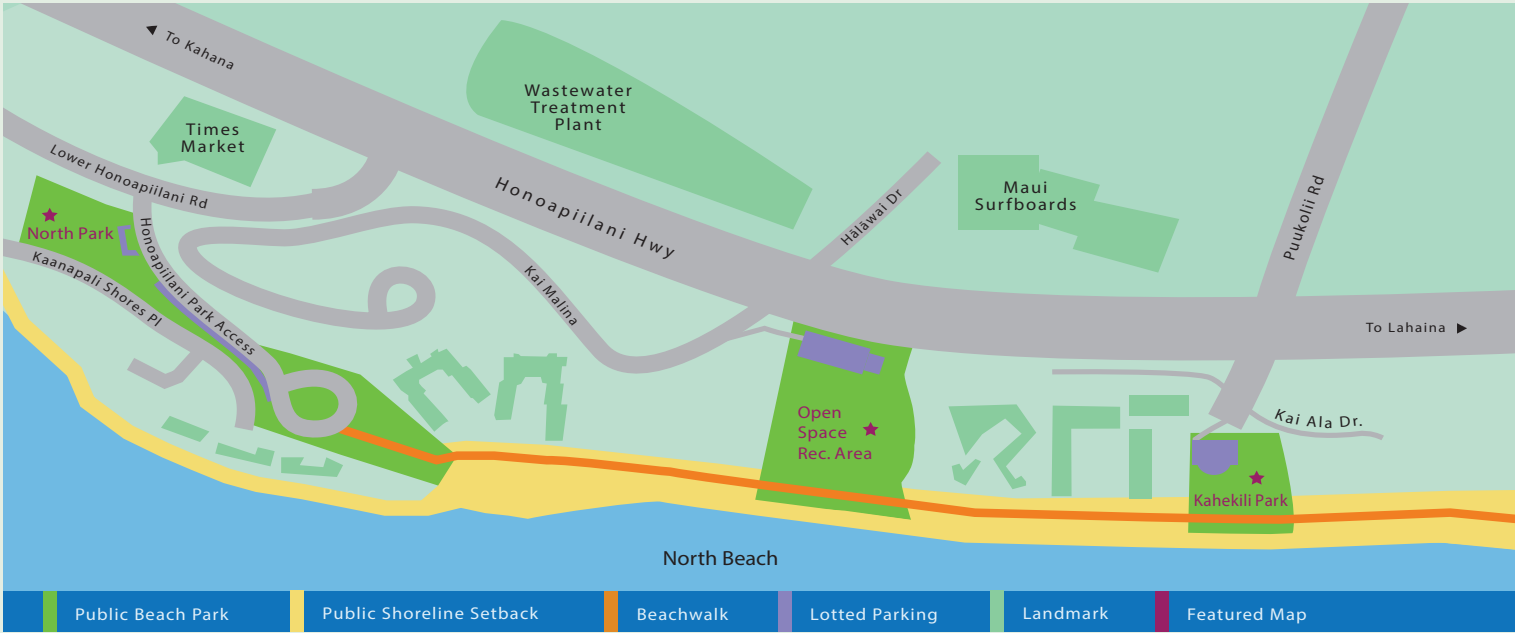 To Kahana
Wastewater
Treatment
Plant
Times
Market
Lower Honoapiilani Rd
Honoapiilani Hwy
Hālāwai Dr
Maui
Surfboards
Puukolii Rd
North Park
Honoapiilani Park Access
Kaanapali Shores Pl
Kai Malina
To Lahaina
Open
Space
Rec. Area
Kai Ala Dr.
Kahekili Park
North Beach
Public Beach Park
Public Shoreline Setback
Beachwalk
Lotted Parking
Landmark
Featured Map